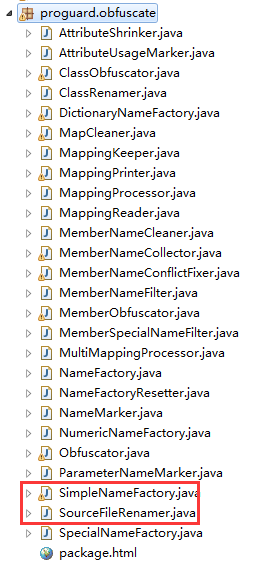 proguard.obfuscate
AttributeShrinker.java
AttributeUsageMarker.java
ClassObfuscator.java
ClassRenamer.java
DictionaryNameFactory.java
MapCleaner.java
MappingKeeper.java
MappingPrinter.java
MappingProcessor.java
MappingReader.java
MemberNameCleaner.java
MemberNameCollector.java
MemberNameConflictFixer.java
MemberNameFilter.java
MemberObfuscator.java
MemberSpecialNameFilter.java
MultiMappingProcessor.java
NameFactory.java
NameFactoryResetter.java
NameMarker.java
NumericNameFactory.java
Obfuscator.java
ParameterNameMarker.java
SimpleNameFactory.java
SourceFileRenamer.java
SpecialNameFactory.java
package.html